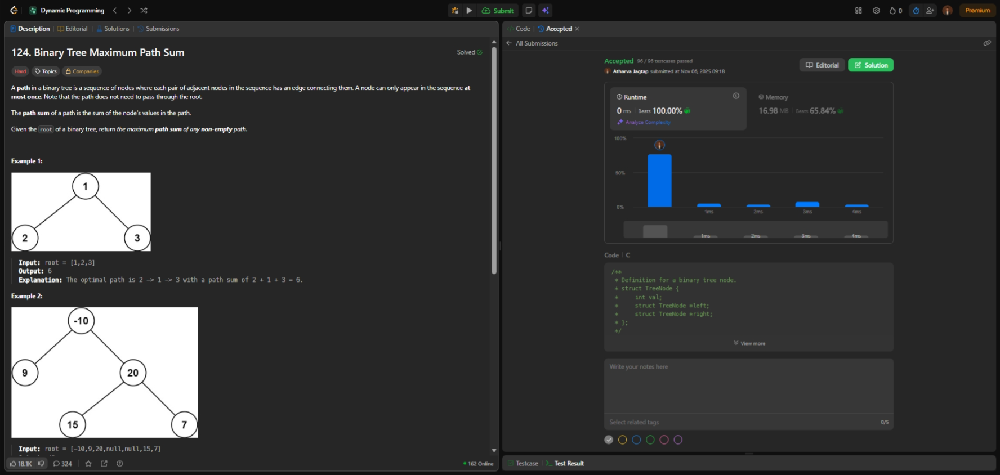 Dynamic Programming
Submit
0
Premium
Description
Editorial
Solutions
Submissions
124. Binary Tree Maximum Path Sum
Solved
Hard
Topics
Companies
A path in a binary tree is a sequence of nodes where each pair of adjacent nodes in the sequence has an edge connecting them. A node can only appear in the sequence at
most once. Note that the path does not need to pass through the root.
The path sum of a path is the sum of the node's values in the path.
Given the root of a binary tree, return the maximum path sum of any non-empty path.
Example 1:
1
2
3
Input: root = [1,2,3]
Output: 6
Explanation: The optimal path is 2 -> 1 -> 3 with a path sum of 2 + 1 + 3 = 6.
Example 2:
-10
9
20
15
7
Input: root = [-10,9,20,null,null,15,7]
18.1K
324
162 Online
Code
Accepted
All Submissions
Accepted 96 / 96 testcases passed
Atharva Jagtap submitted at Nov 06, 2025 09:18
Editorial
Solution
Runtime
0 ms
Beats 100.00%
Analyze Complexity
Memory
16.98 MB
Beats 65.84%
100%
50%
0%
1ms
2ms
3ms
4ms
1ms
2ms
3ms
4ms
Code
C
/**
* Definition for a binary tree node.
* struct TreeNode {
*     int val;
*     struct TreeNode *left;
*     struct TreeNode *right;
* };
*/
View more
Write your notes here
Select related tags
0/5
Testcase
Test Result